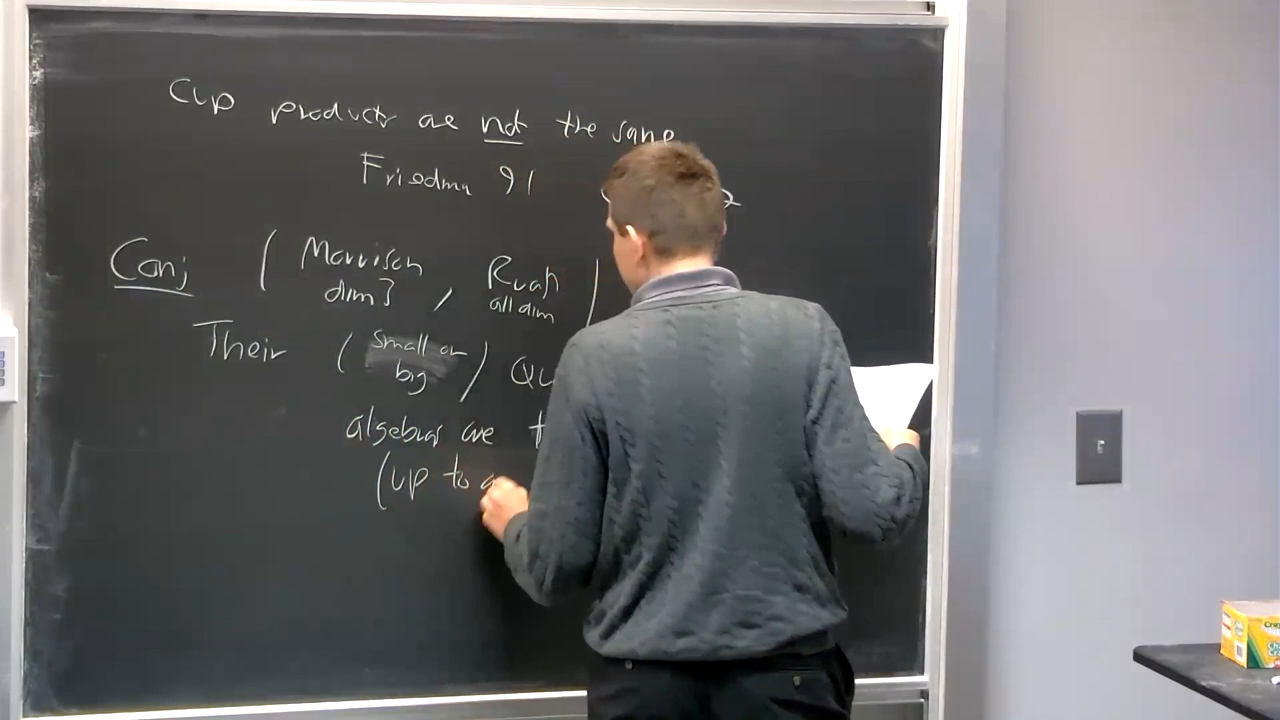 Cup products are not the same
Friedman 91
Conj ( Morrison dim 3 , Ruan all dim )
Their ( small or big ) Qu
algebras are t
(up to a